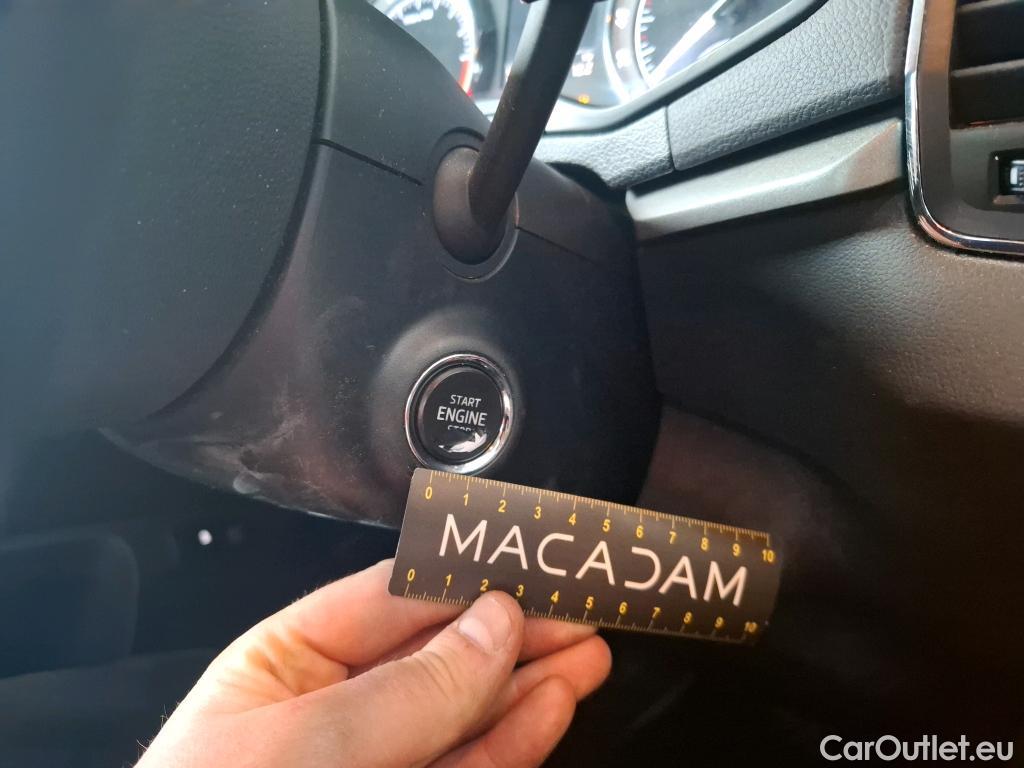 START
ENGINE
STOP
0 1 2 3 4 5 6 7 8 9 10
MACADAM
0 1 2 3 4 5 6 7 8 9 10
CarOutlet.eu